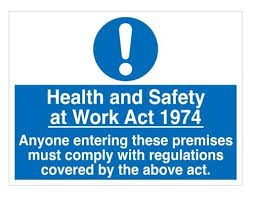 Health and Safety
at Work Act 1974
Anyone entering these premises
must comply with regulations
covered by the above act.